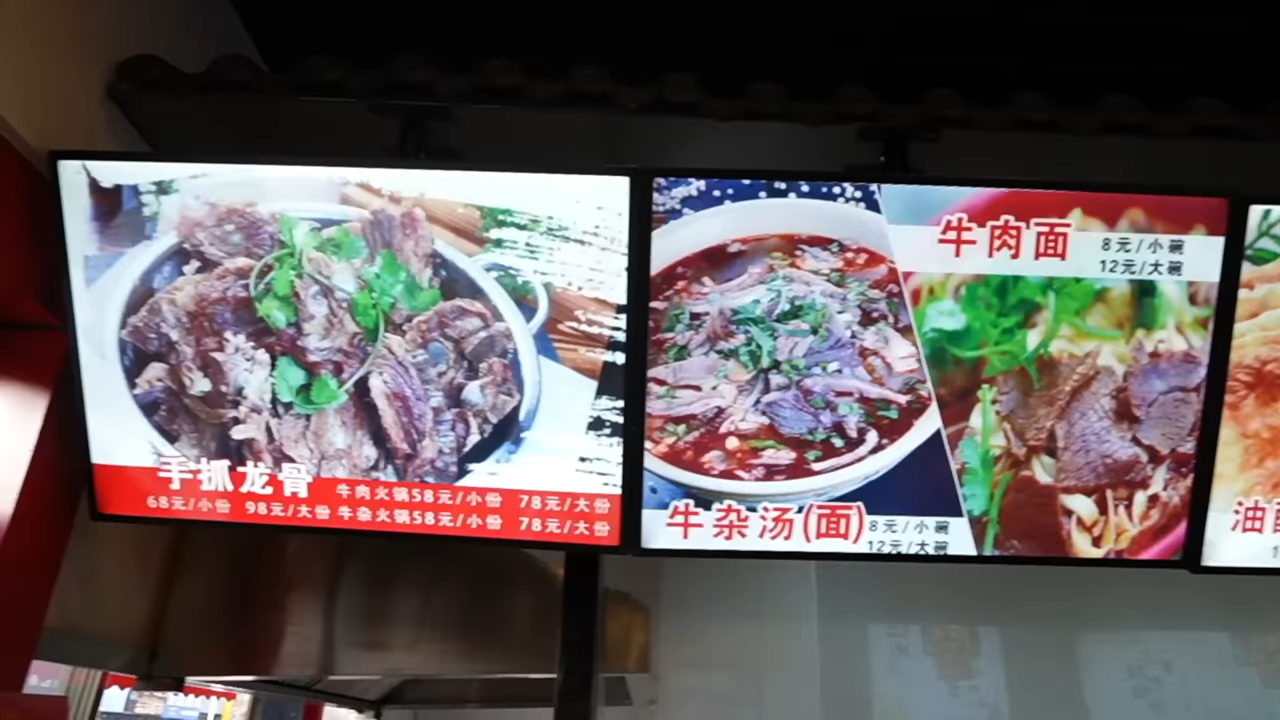 手抓龙骨
68元/小份 98元/大份
牛肉火锅58元/小份 78元/大份
牛杂火锅58元/小份 78元/大份
牛杂汤(面)
8元/小碗
12元/大碗
牛肉面
8元/小碗
12元/大碗
油